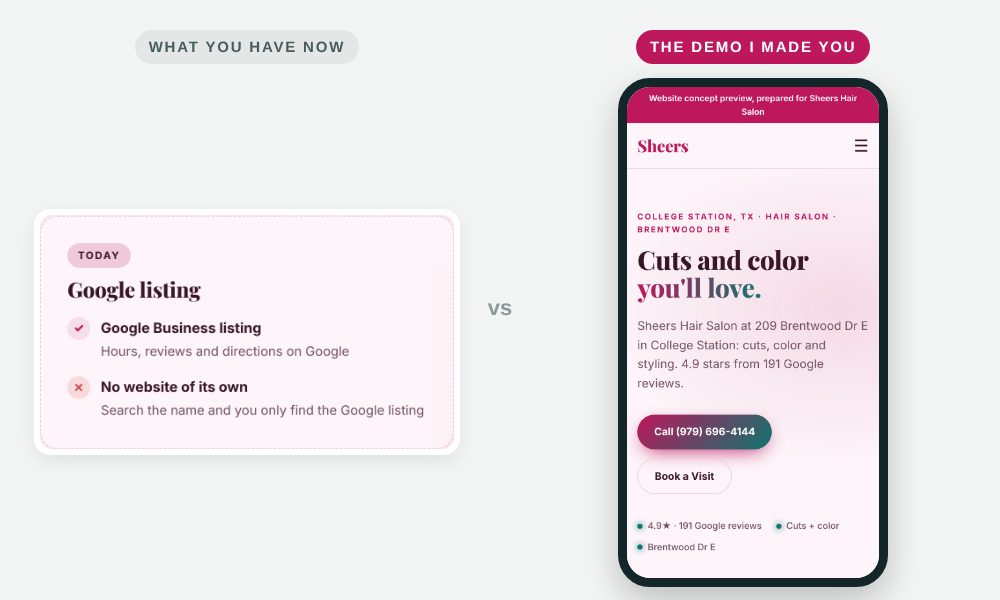 WHAT YOU HAVE NOW
TODAY
Google listing
Google Business listing
Hours, reviews and directions on Google
No website of its own
Search the name and you only find the Google listing
vs
THE DEMO I MADE YOU
Website concept preview, prepared for Sheers Hair
Salon
Sheers
COLLEGE STATION, TX · HAIR SALON ·
BRENTWOOD DR E
Cuts and color
you'll love.
Sheers Hair Salon at 209 Brentwood Dr E
in College Station: cuts, color and
styling. 4.9 stars from 191 Google
reviews.
Call (979) 696-4144
Book a Visit
4.9★ · 191 Google reviews
Cuts + color
Brentwood Dr E